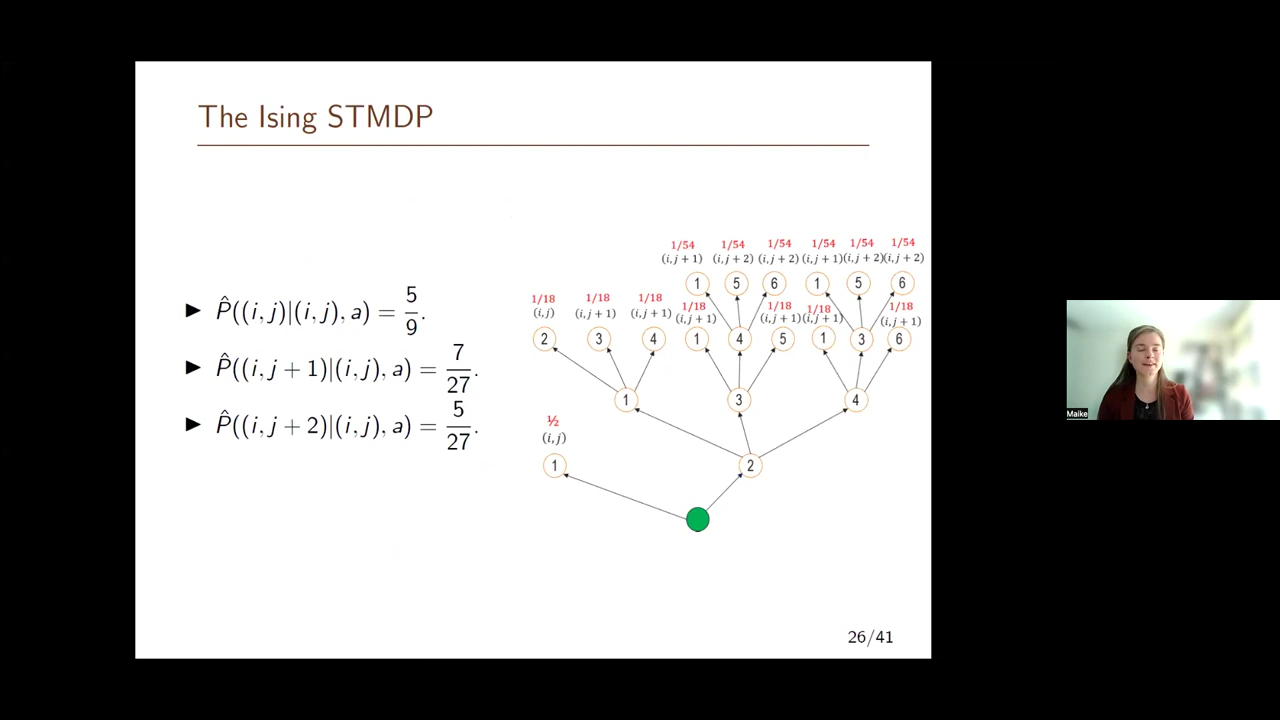 The Ising STMDP
► P̂((i, j)|(i, j), a) = 5/9.
► P̂((i, j + 1)|(i, j), a) = 7/27.
► P̂((i, j + 2)|(i, j), a) = 5/27.
1/54 1/54 1/54 1/54 1/54 1/54
(i, j+1) (i, j+2) (i, j+2) (i, j+1) (i, j+2) (i, j+2)
1 5 6 1 5 6
1/18 1/18 1/18 1/18 1/18 1/18 1/18
(i, j) (i, j+1) (i, j+1) (i, j+1) (i, j+1) (i, j+1) (i, j+1)
2 3 4 1 4 5 1 3 6
1 3 4
½
(i, j)
1 2
26/41
Maike